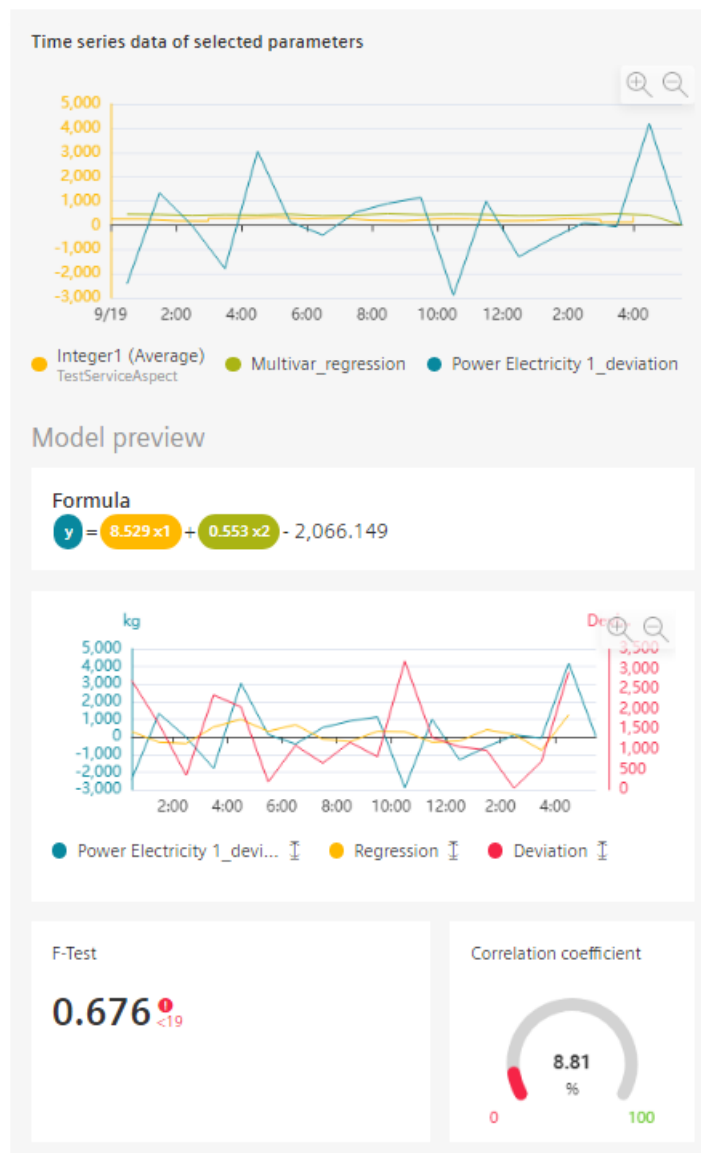 Time series data of selected parameters
5,000
4,000
3,000
2,000
1,000
0
-1,000
-2,000
-3,000
9/19 2:00 4:00 6:00 8:00 10:00 12:00 2:00 4:00
Integer1 (Average) Multivar_regression Power Electricity 1_deviation
TestServiceAspect
Model preview
Formula
y = 8.529 x1 + 0.553 x2 - 2,066.149
kg
5,000 3,500
4,000 3,000
3,000 2,500
2,000 2,000
1,000 1,500
0 1,000
-1,000 500
-2,000 0
-3,000
2:00 4:00 6:00 8:00 10:00 12:00 2:00 4:00
Power Electricity 1_devi... Regression Deviation
F-Test
0.676 ! <19
Correlation coefficient
8.81
%
0 100